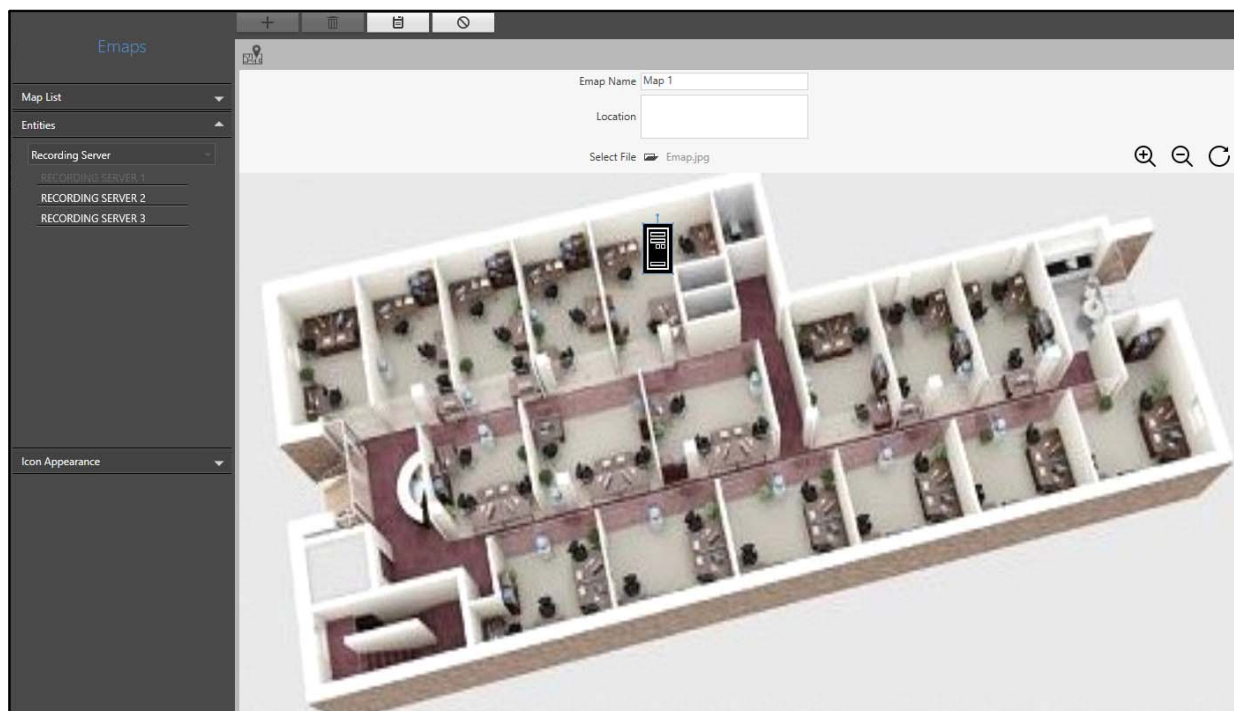 Emaps
Map List
Entities
Recording Server
RECORDING SERVER 1
RECORDING SERVER 2
RECORDING SERVER 3
Icon Appearance
Emap Name Map 1
Location
Select File Emap.jpg